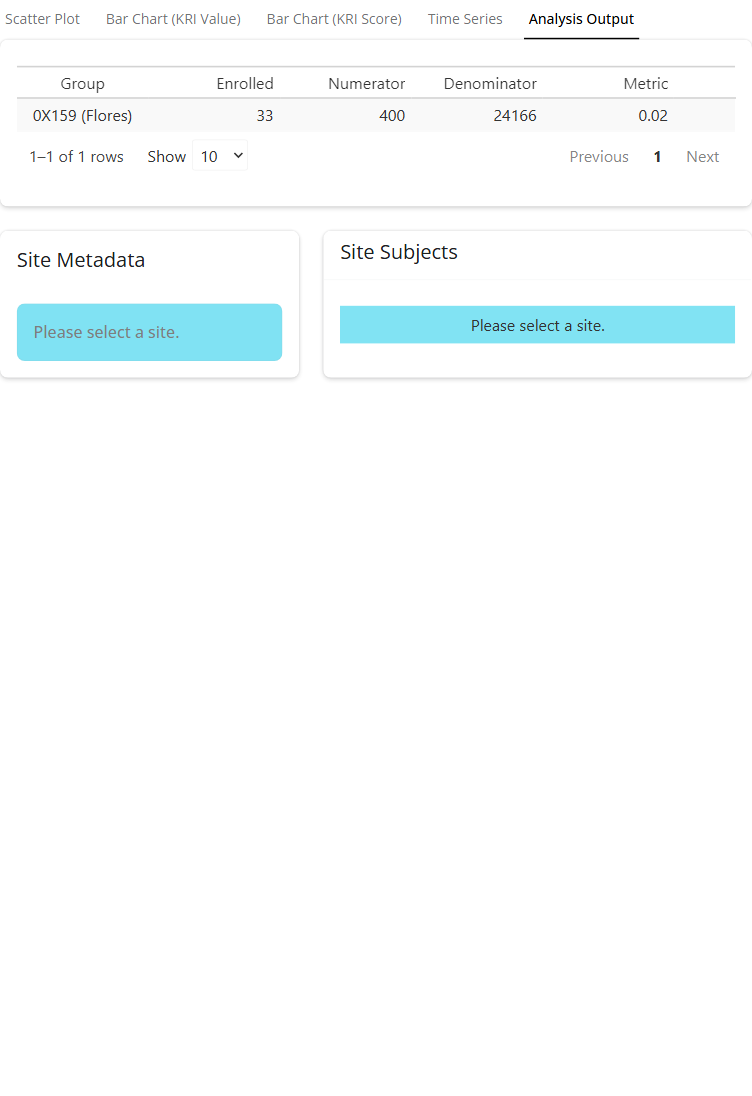 Scatter Plot Bar Chart (KRI Value) Bar Chart (KRI Score) Time Series Analysis Output
Group Enrolled Numerator Denominator Metric
0X159 (Flores) 33 400 24166 0.02
1–1 of 1 rows Show 10 Previous 1 Next
Site Metadata
Please select a site.
Site Subjects
Please select a site.